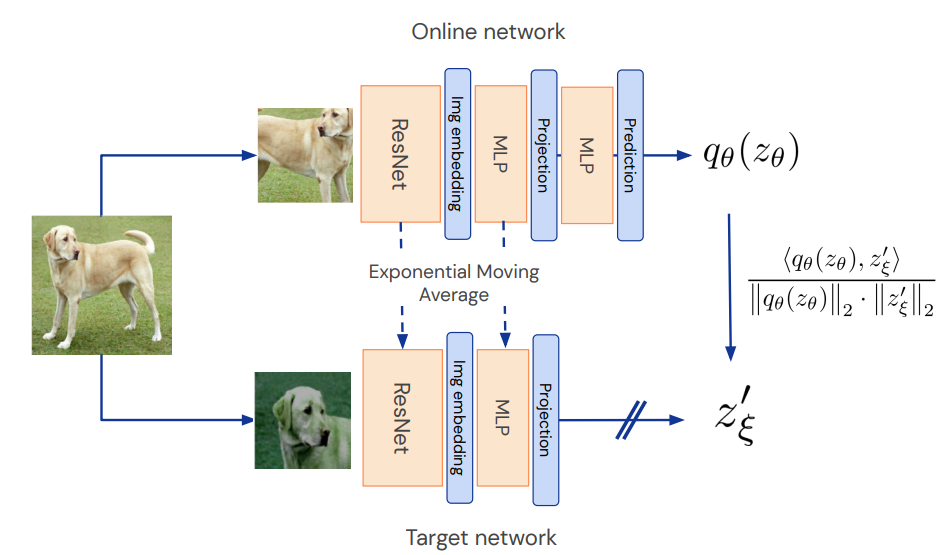 Online network
ResNet
Img embedding
MLP
Projection
MLP
Prediction
qθ(zθ)
Exponential Moving
Average
⟨qθ(zθ), z′ξ⟩
‖qθ(zθ)‖₂ · ‖z′ξ‖₂
ResNet
Img embedding
MLP
Projection
z′ξ
Target network